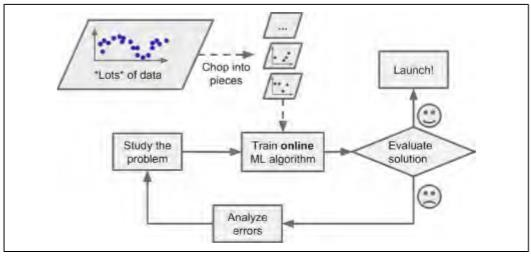 *Lots* of data
Chop into
pieces
...
Launch!
Study the
problem
Train online
ML algorithm
Evaluate
solution
Analyze
errors